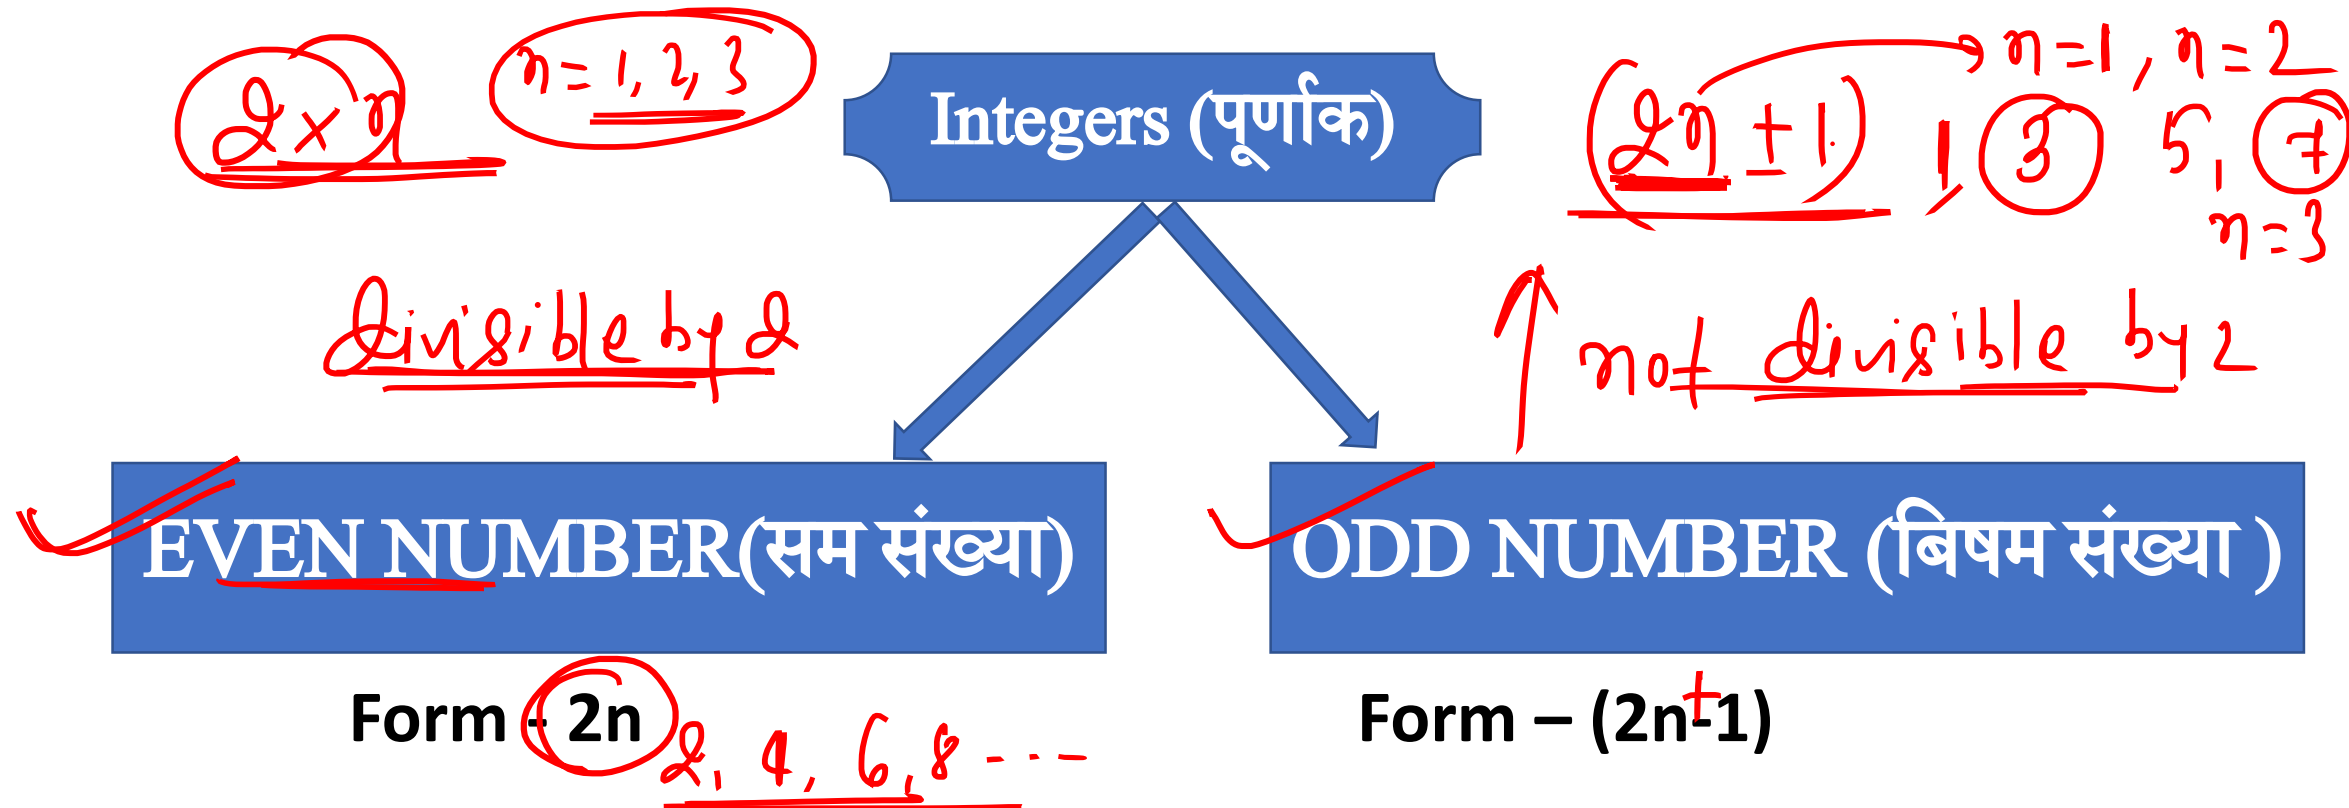 2 x n
n = 1, 2, 3
Integers (पूर्णांक)
(2n ± 1)
n=1, n=2
1, 3 5, 7
n=3
divisible by 2
not divisible by 2
EVEN NUMBER(सम संख्या)
ODD NUMBER (बिषम संख्या )
Form - 2n
2, 4, 6, 8 ----
Form – (2n±1)